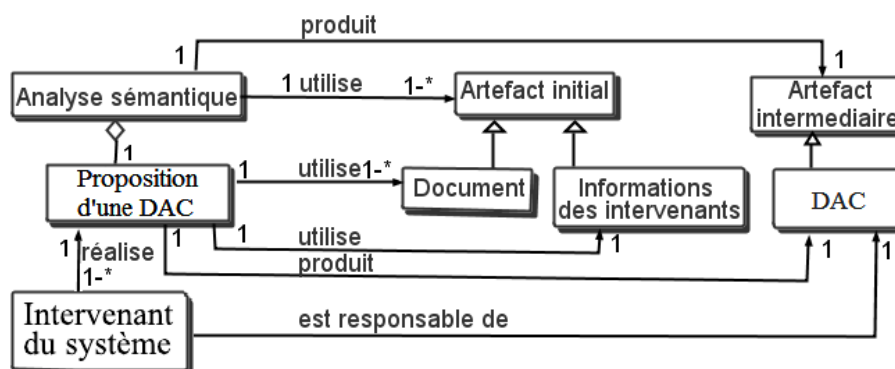 produit
1
1
Analyse sémantique
1 utilise
1-*
Artefact initial
Artefact
intermediaire
1
Proposition
d'une DAC
1
utilise1-*
Document
Informations
des intervenants
DAC
1
réalise
1
1
utilise
1
produit
1
1
1-*
Intervenant
du système
est responsable de